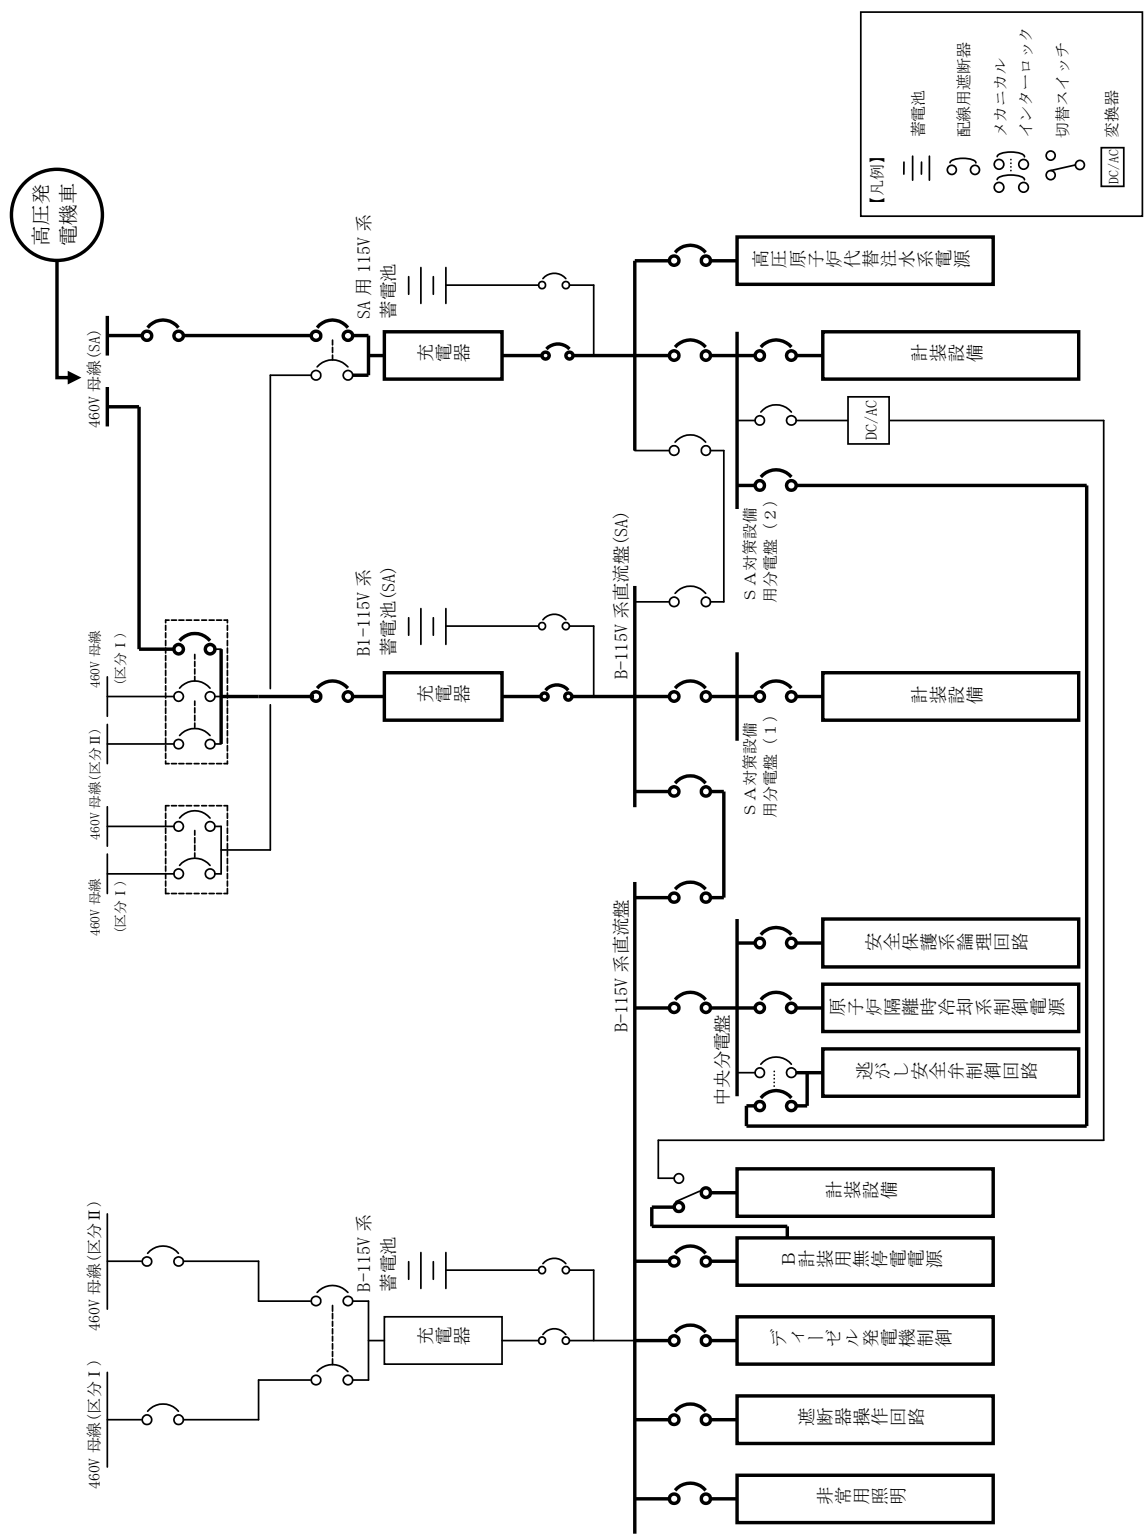 高圧発
電機車
460V 母線(SA)
460V 母線
(区分Ⅰ)
460V 母線(区分Ⅱ)
460V 母線(区分Ⅱ)
460V 母線
(区分Ⅰ)
460V 母線(区分Ⅱ)
460V 母線(区分Ⅰ)
SA 用 115V 系
蓄電池
充電器
B1-115V 系
蓄電池(SA)
充電器
B-115V 系
蓄電池
充電器
B-115V 系直流盤(SA)
B-115V 系直流盤
SA対策設備
用分電盤(2)
SA対策設備
用分電盤(1)
中央分電盤
高圧原子炉代替注水系電源
計装設備
DC/AC
計装設備
安全保護系論理回路
原子炉隔離時冷却系制御電源
逃がし安全弁制御回路
計装設備
B計装用無停電電源
ディーゼル発電機制御
遮断器操作回路
非常用照明
【凡例】
蓄電池
配線用遮断器
メカニカル
インターロック
切替スイッチ
DC/AC
変換器